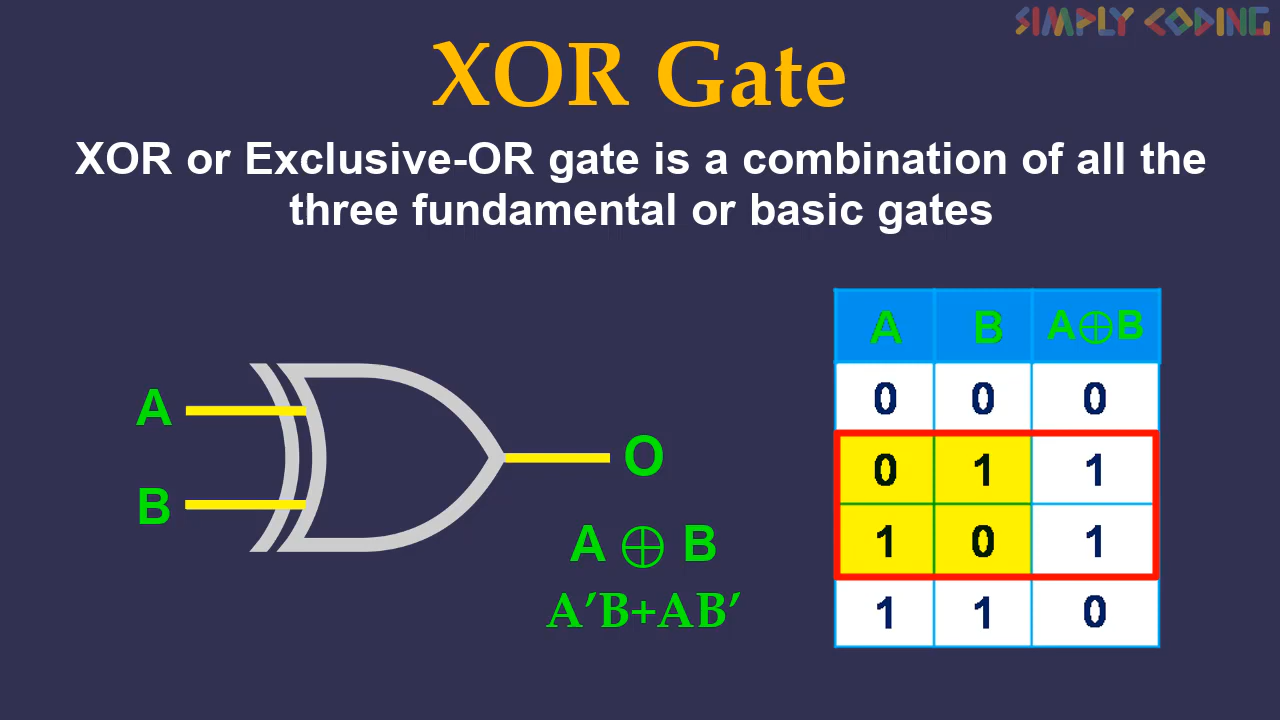 SIMPLY CODING
XOR Gate
XOR or Exclusive-OR gate is a combination of all the
three fundamental or basic gates
A B A⊕B
0 0 0
0 1 1
1 0 1
1 1 0
A
B
O
A ⊕ B
A′B+AB′